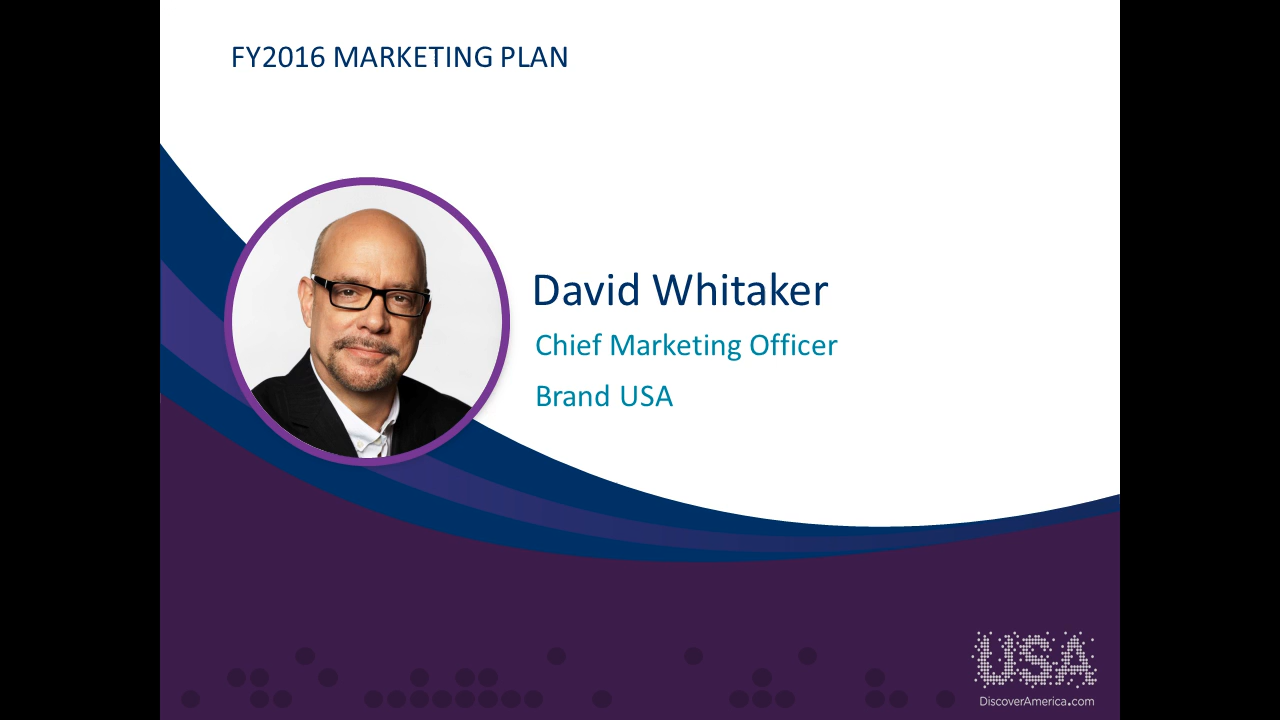 FY2016 MARKETING PLAN
David Whitaker
Chief Marketing Officer
Brand USA
USA
DiscoverAmerica.com